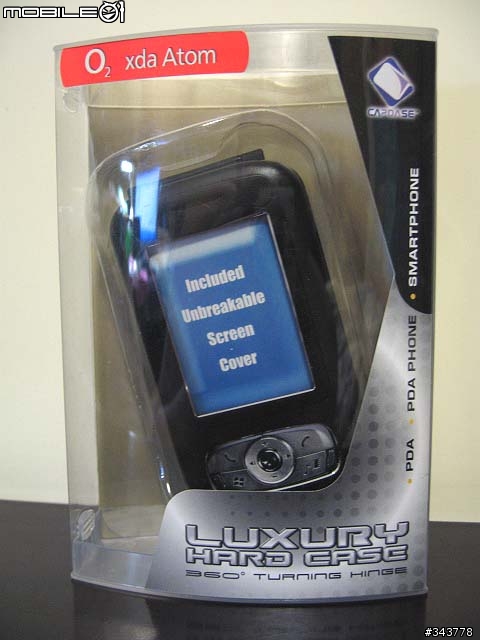 MOBILE01
O2 xda Atom
CAPDASE
Included
Unbreakable
Screen
Cover
PDA • PDA PHONE • SMARTPHONE
LUXURY
HARD CASE
360° TURNING HINGE
#343778